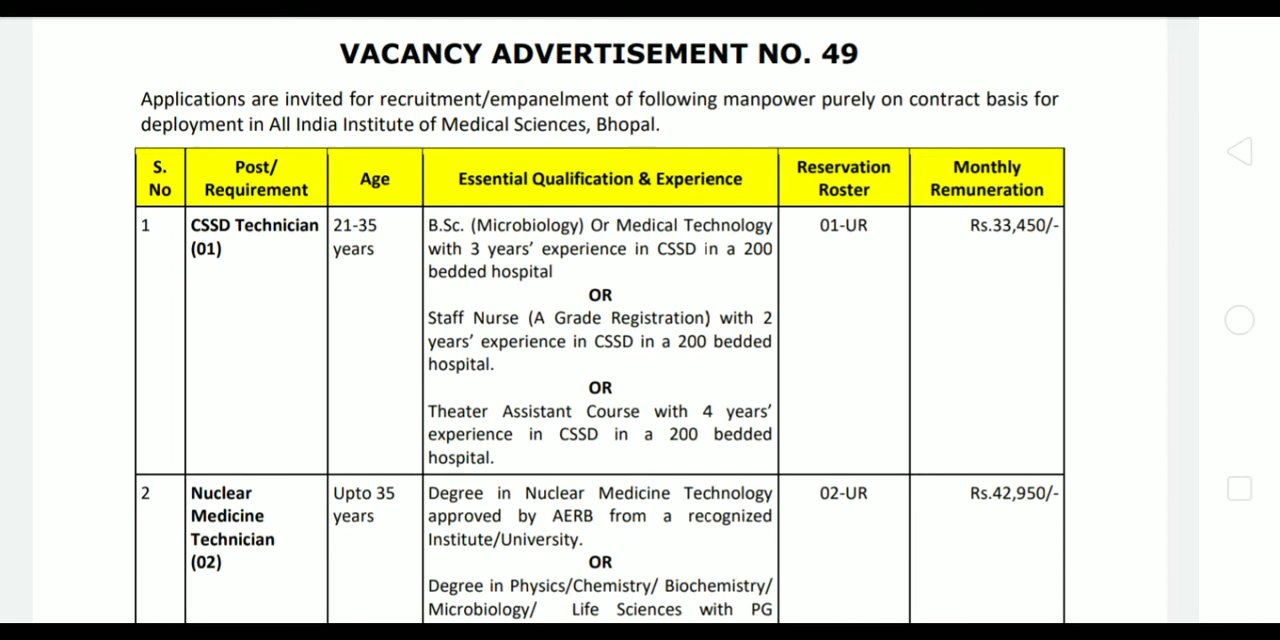 VACANCY ADVERTISEMENT NO. 49
Applications are invited for recruitment/empanelment of following manpower purely on contract basis for
deployment in All India Institute of Medical Sciences, Bhopal.
S.
No
Post/
Requirement
Age
Essential Qualification & Experience
Reservation
Roster
Monthly
Remuneration
1
CSSD Technician
(01)
21-35
years
B.Sc. (Microbiology) Or Medical Technology
with 3 years’ experience in CSSD in a 200
bedded hospital
OR
Staff Nurse (A Grade Registration) with 2
years’ experience in CSSD in a 200 bedded
hospital.
OR
Theater Assistant Course with 4 years’
experience in CSSD in a 200 bedded
hospital.
01-UR
Rs.33,450/-
2
Nuclear
Medicine
Technician
(02)
Upto 35
years
Degree in Nuclear Medicine Technology
approved by AERB from a recognized
Institute/University.
OR
Degree in Physics/Chemistry/ Biochemistry/
Microbiology/ Life Sciences with PG
02-UR
Rs.42,950/-